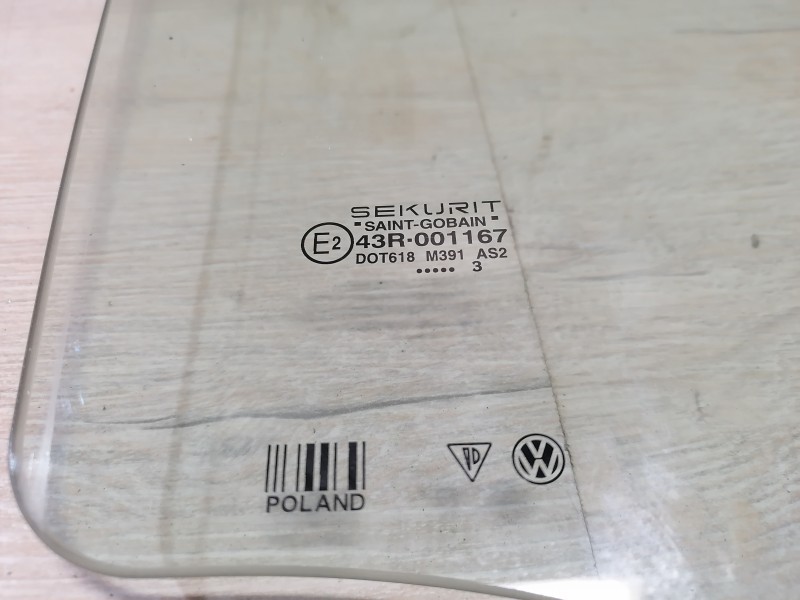 SEKURIT
"SAINT-GOBAIN"
E2 43R-001167
DOT618 M391 AS2
..... 3
POLAND